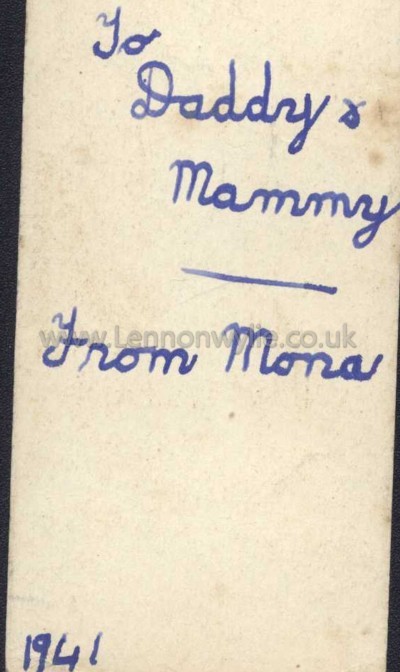 To
Daddy &
Mammy
www.Lennonwylie.co.uk
From Mona
1941